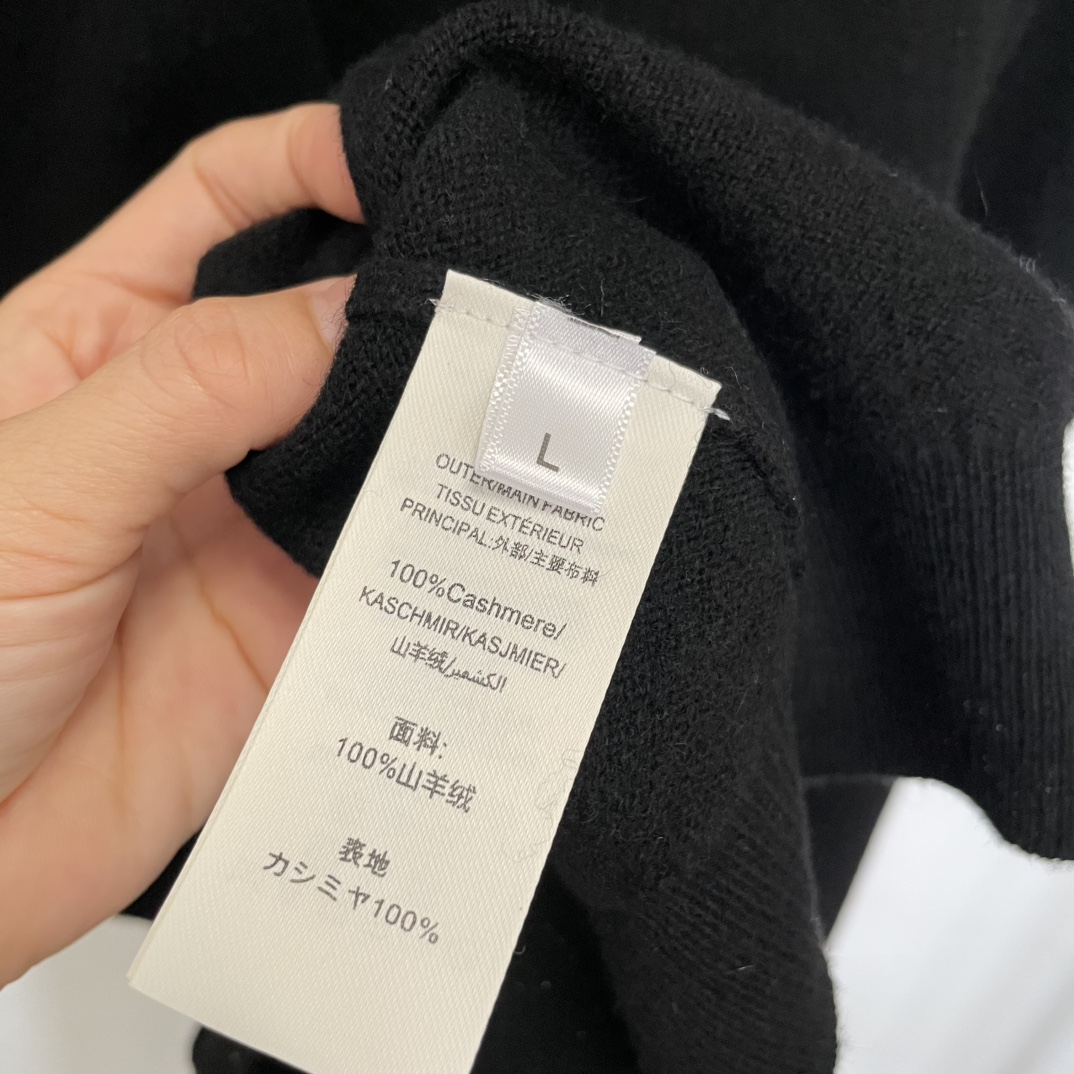 L
OUTER/MAIN FABRIC
TISSU EXTÉRIEUR
PRINCIPAL:外部/主要布料
100%Cashmere/
KASCHMIR/KASJMIER/
山羊绒/الكشمير
面料:
100%山羊绒
表地
カシミヤ100%